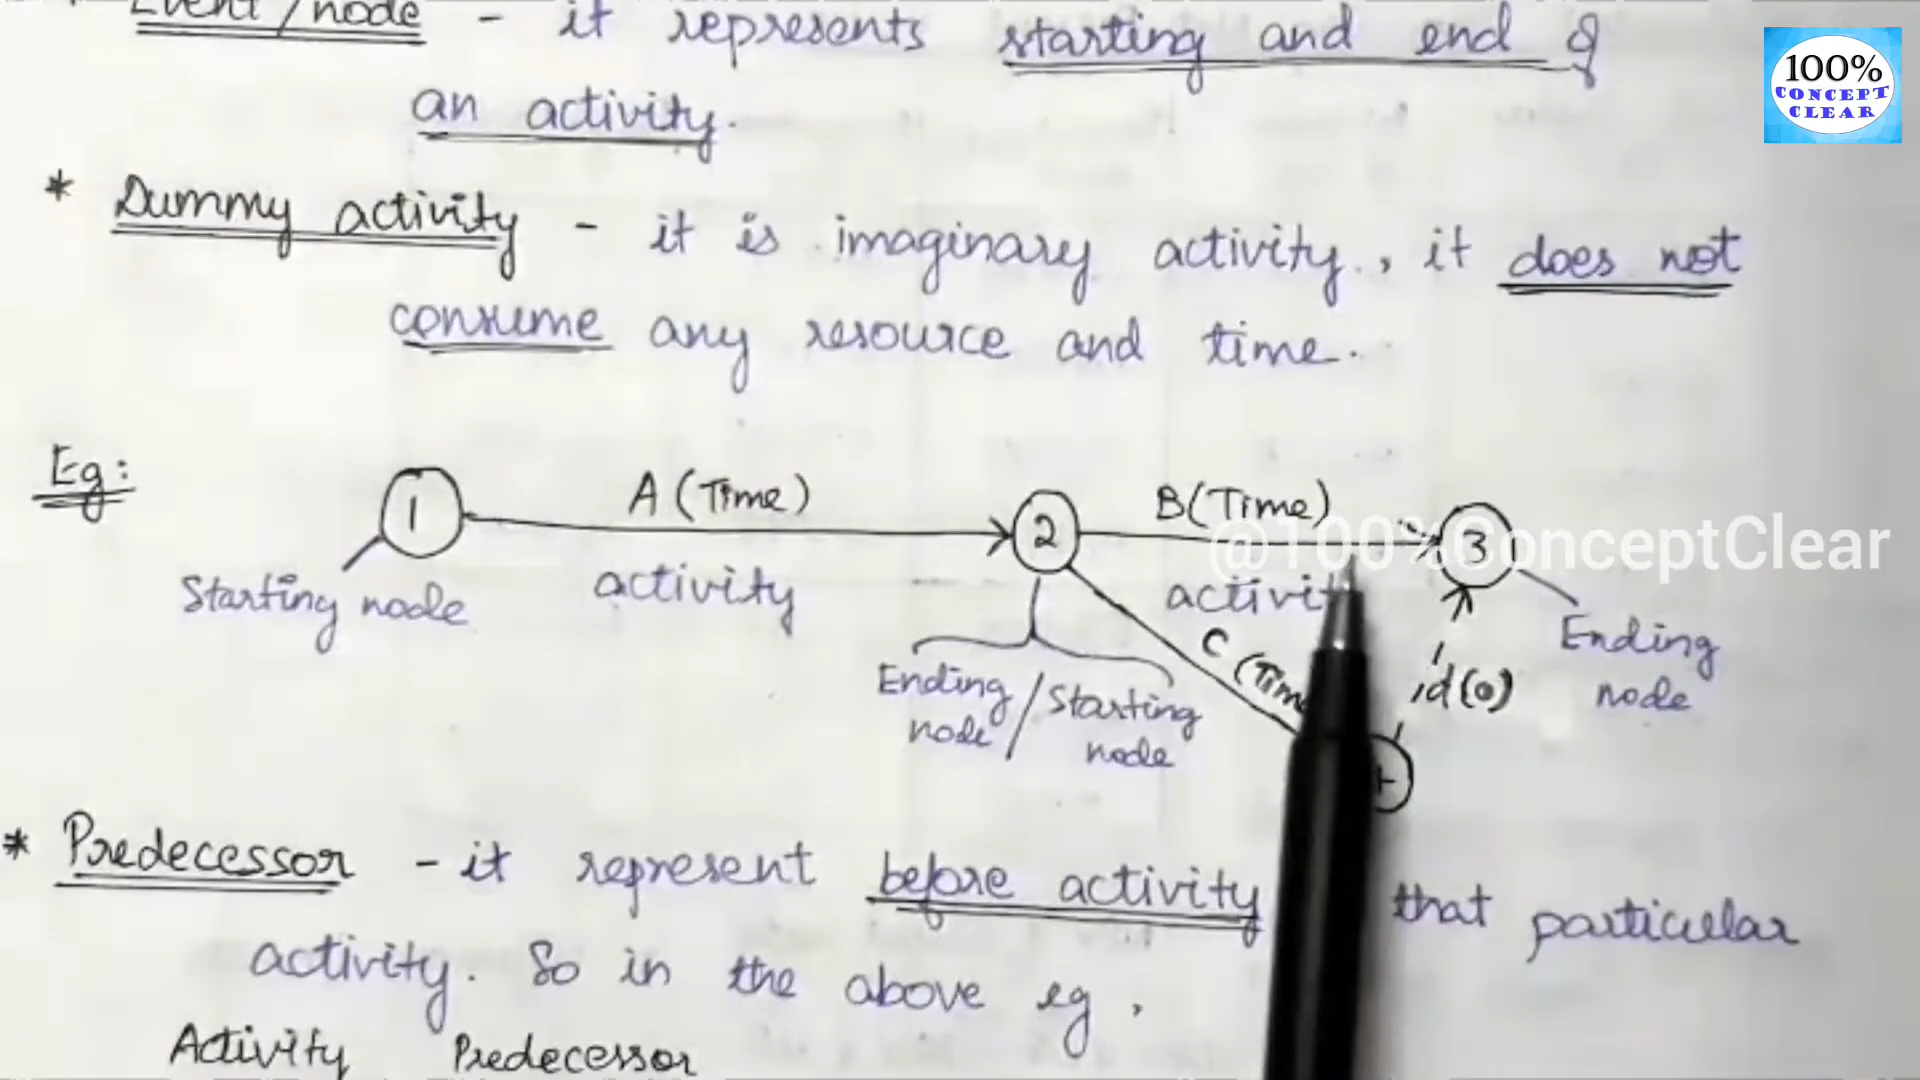 Event/node - it represents starting and end of
an activity.
* Dummy activity - it is imaginary activity, it does not
consume any resource and time.
Eg:
1 A (Time) 2 B (Time) 3
activity
activi
Starting node
Ending node / Starting node
C (Tim
d(0)
Ending node
* Predecessor - it represent before activity that particular
activity. So in the above eg,
Activity Predecessor
100% CONCEPT CLEAR
@100%ConceptClear